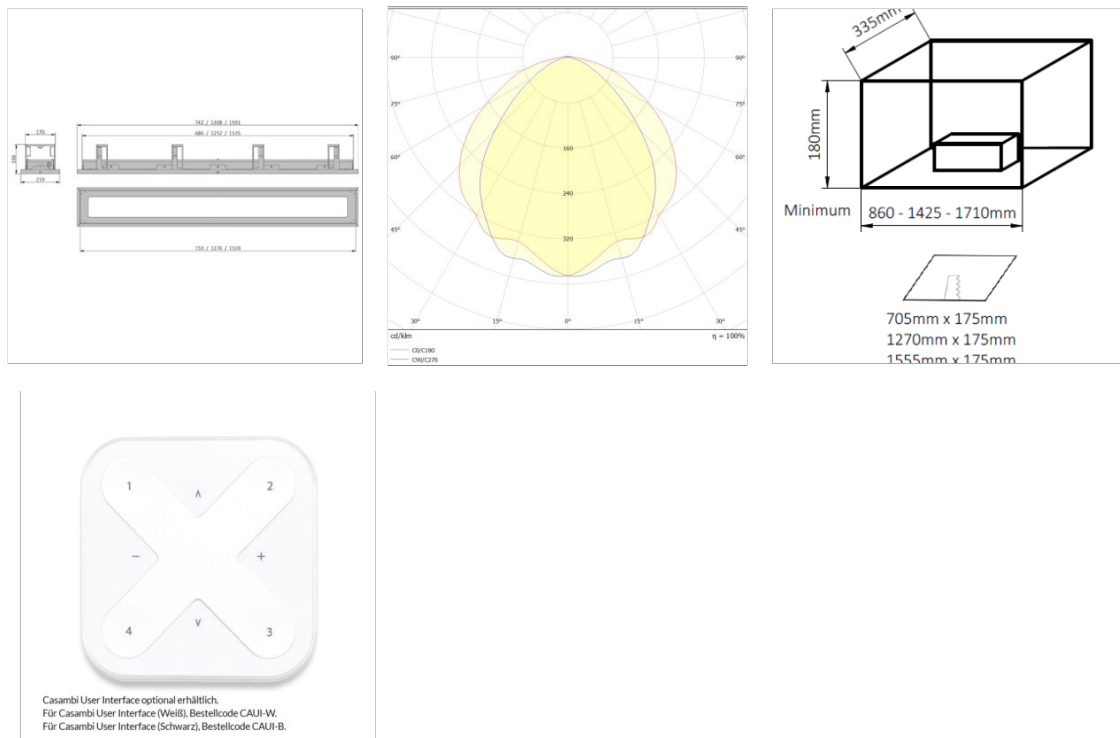 742 / 1308 / 1591
686 / 1252 / 1535
170
219
710 / 1276 / 1559
90°
90°
75°
75°
160
60°
60°
240
45°
45°
320
30°
15°
0°
15°
30°
cd/klm
η = 100%
C0/C180
C90/C270
335mm
180mm
Minimum
860 - 1425 - 1710mm
705mm x 175mm
1270mm x 175mm
1555mm x 175mm
1
∧
2
−
+
4
∨
3
Casambi User Interface optional erhältlich.
Für Casambi User Interface (Weiß), Bestellcode CAUI-W.
Für Casambi User Interface (Schwarz), Bestellcode CAUI-B.